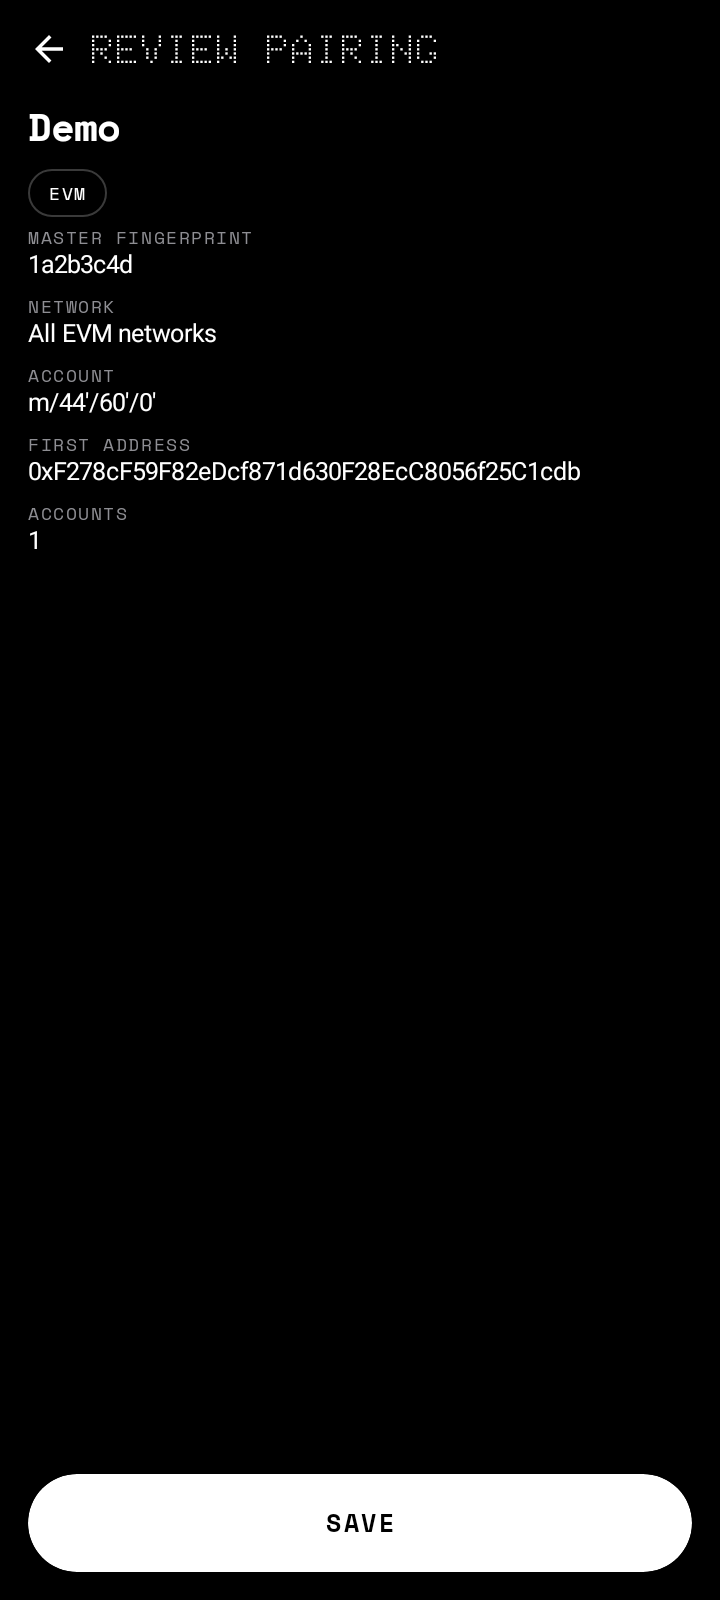 REVIEW PAIRING
Demo
EVM
MASTER FINGERPRINT
1a2b3c4d
NETWORK
All EVM networks
ACCOUNT
m/44'/60'/0'
FIRST ADDRESS
0xF278cF59F82eDcf871d630F28EcC8056f25C1cdb
ACCOUNTS
1
SAVE